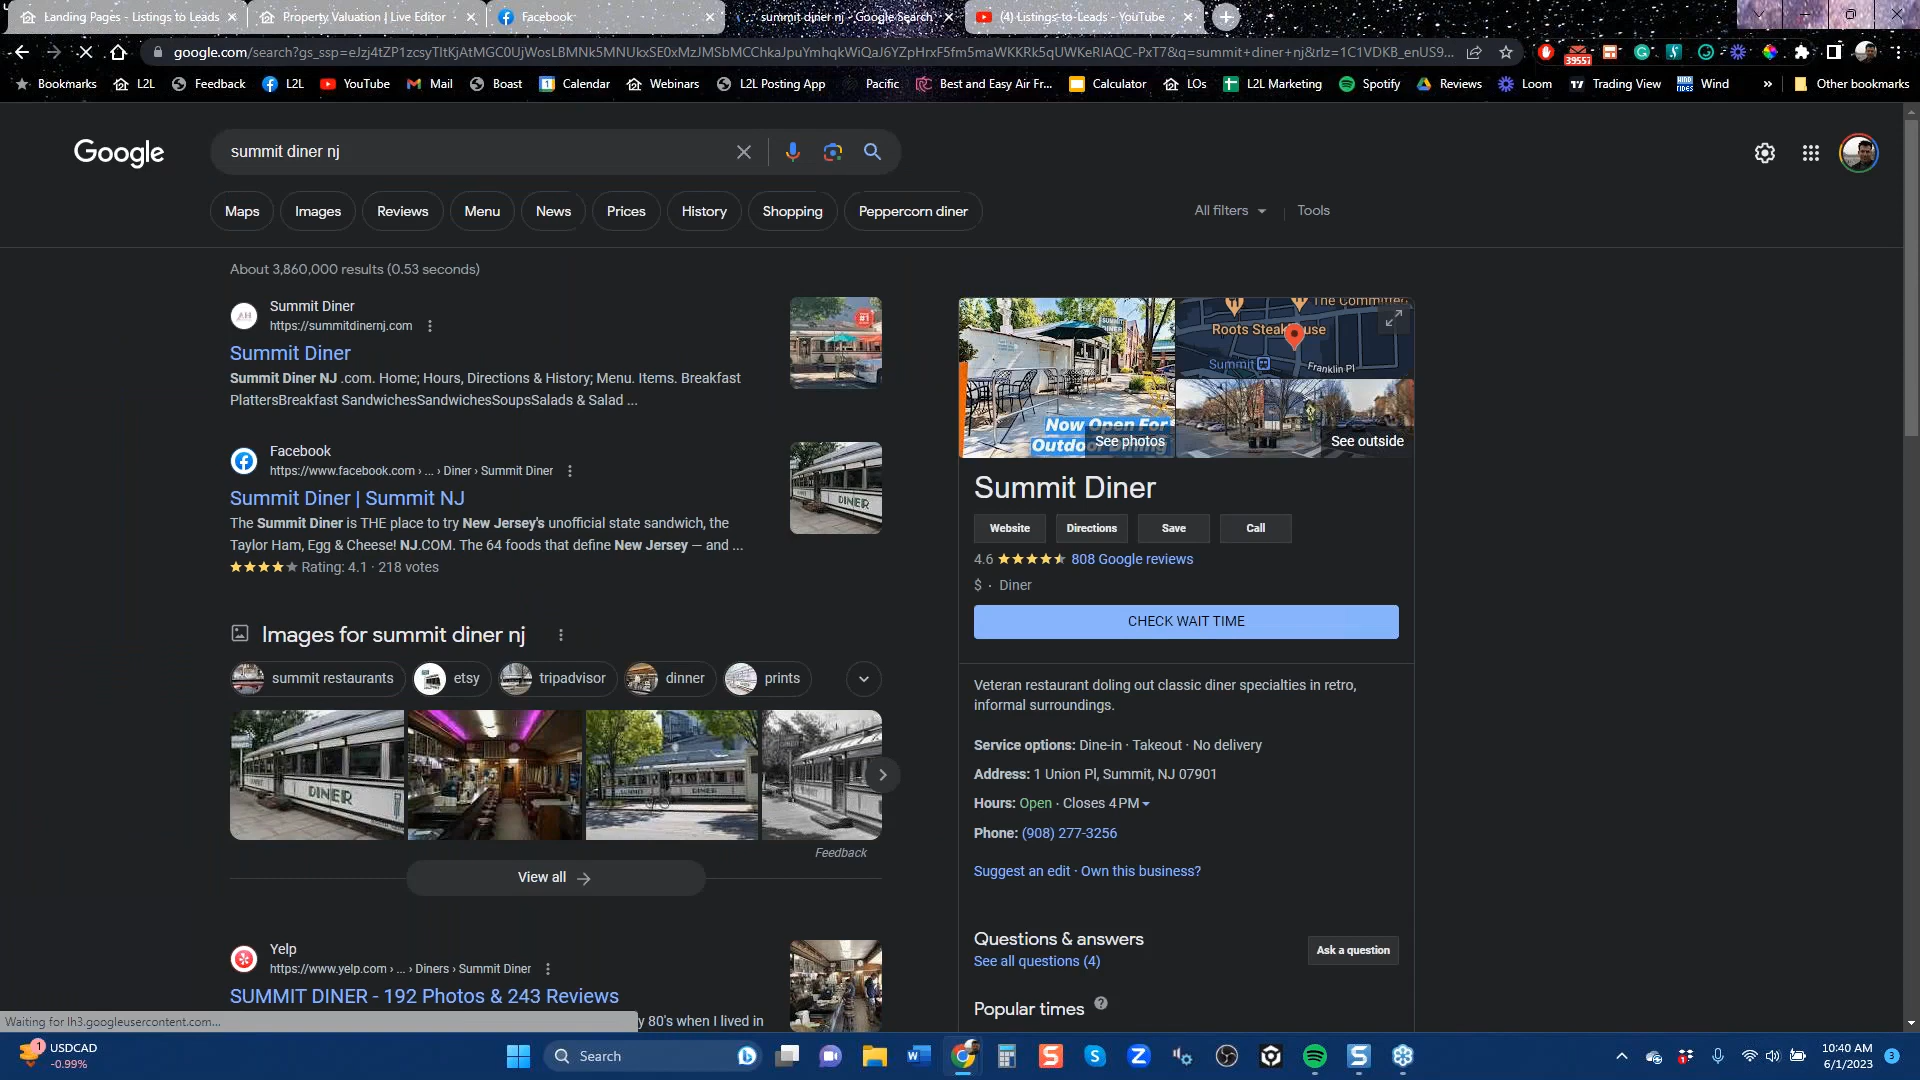 Landing Pages - Listings to Leads
Property Valuation | Live Editor
Facebook
summit diner nj - Google Search
(4) Listings-to-Leads - YouTube
google.com/search?gs_ssp=eJzj4tZP1zcsyTItKjAtMGC0UjWosLBMNk5MNUkxSE0xMzJMSbMCChkaJpuYmhqkWiQaJ6YZpHrxF5fm5maWKKRk5qUWKeRlAQC-PxT7&q=summit+diner+nj&rlz=1C1VDKB_enUS9...
39557
Bookmarks
L2L
Feedback
L2L
YouTube
Mail
Boast
Calendar
Webinars
L2L Posting App
Pacific
Best and Easy Air Fr...
Calculator
LOs
L2L Marketing
Spotify
Reviews
Loom
Trading View
Wind
»
Other bookmarks
Google
summit diner nj
Maps
Images
Reviews
Menu
News
Prices
History
Shopping
Peppercorn diner
All filters
Tools
About 3,860,000 results (0.53 seconds)
Summit Diner
https://summitdinernj.com
Summit Diner
Summit Diner NJ .com. Home; Hours, Directions & History; Menu. Items. Breakfast
PlattersBreakfast SandwichesSandwichesSoupsSalads & Salad ...
Facebook
https://www.facebook.com › ... › Diner › Summit Diner
Summit Diner | Summit NJ
The Summit Diner is THE place to try New Jersey's unofficial state sandwich, the
Taylor Ham, Egg & Cheese! NJ.COM. The 64 foods that define New Jersey — and ...
Rating: 4.1 · 218 votes
DINER
Images for summit diner nj
summit restaurants
etsy
tripadvisor
dinner
prints
DINER
Feedback
View all
Yelp
https://www.yelp.com › ... › Diners › Summit Diner
SUMMIT DINER - 192 Photos & 243 Reviews
y 80's when I lived in
Waiting for lh3.googleusercontent.com...
Now Open For
Outdoor Dining
See photos
The Committed
Roots Steakhouse
Summit
Franklin Pl
See outside
Summit Diner
Website
Directions
Save
Call
4.6
808 Google reviews
$ · Diner
CHECK WAIT TIME
Veteran restaurant doling out classic diner specialties in retro,
informal surroundings.
Service options: Dine-in · Takeout · No delivery
Address: 1 Union Pl, Summit, NJ 07901
Hours: Open · Closes 4 PM
Phone: (908) 277-3256
Suggest an edit · Own this business?
Questions & answers
See all questions (4)
Ask a question
Popular times
USDCAD
-0.99%
Search
10:40 AM
6/1/2023